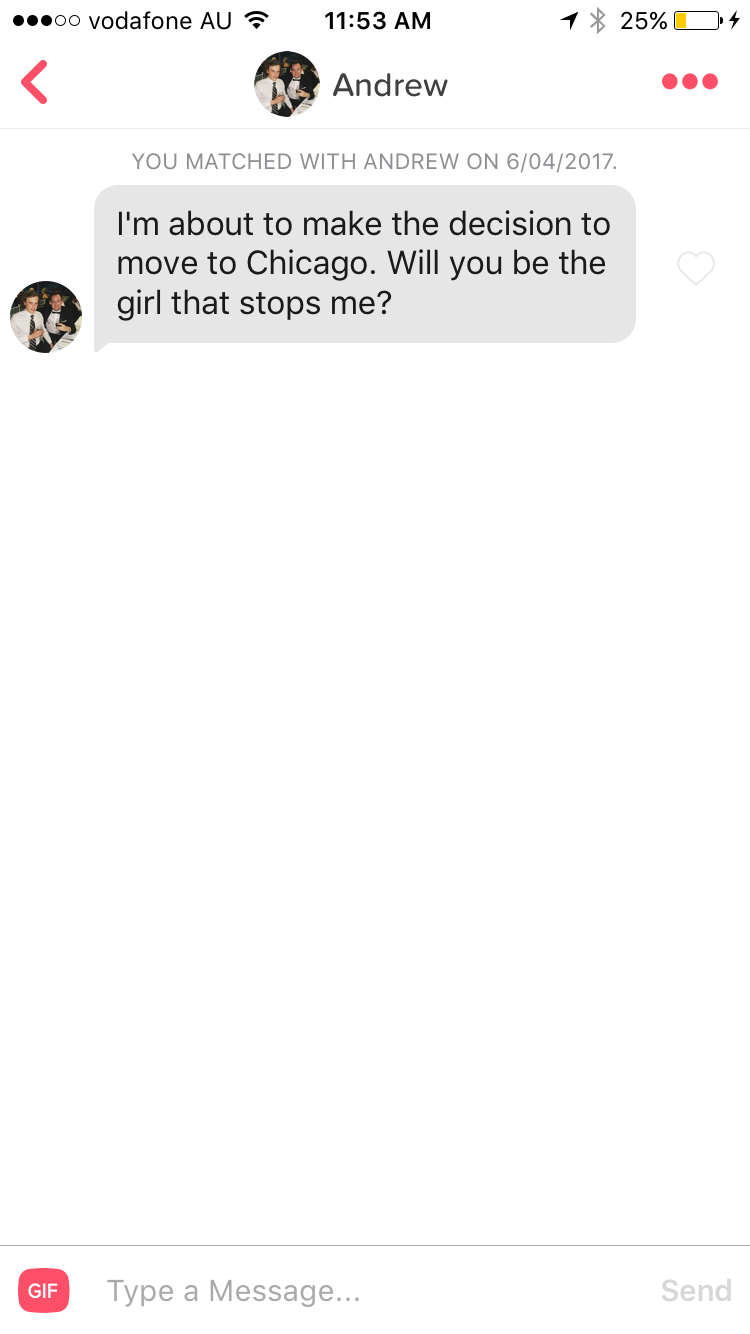 vodafone AU 11:53 AM 25%
Andrew
YOU MATCHED WITH ANDREW ON 6/04/2017.
I'm about to make the decision to
move to Chicago. Will you be the
girl that stops me?
GIF Type a Message... Send